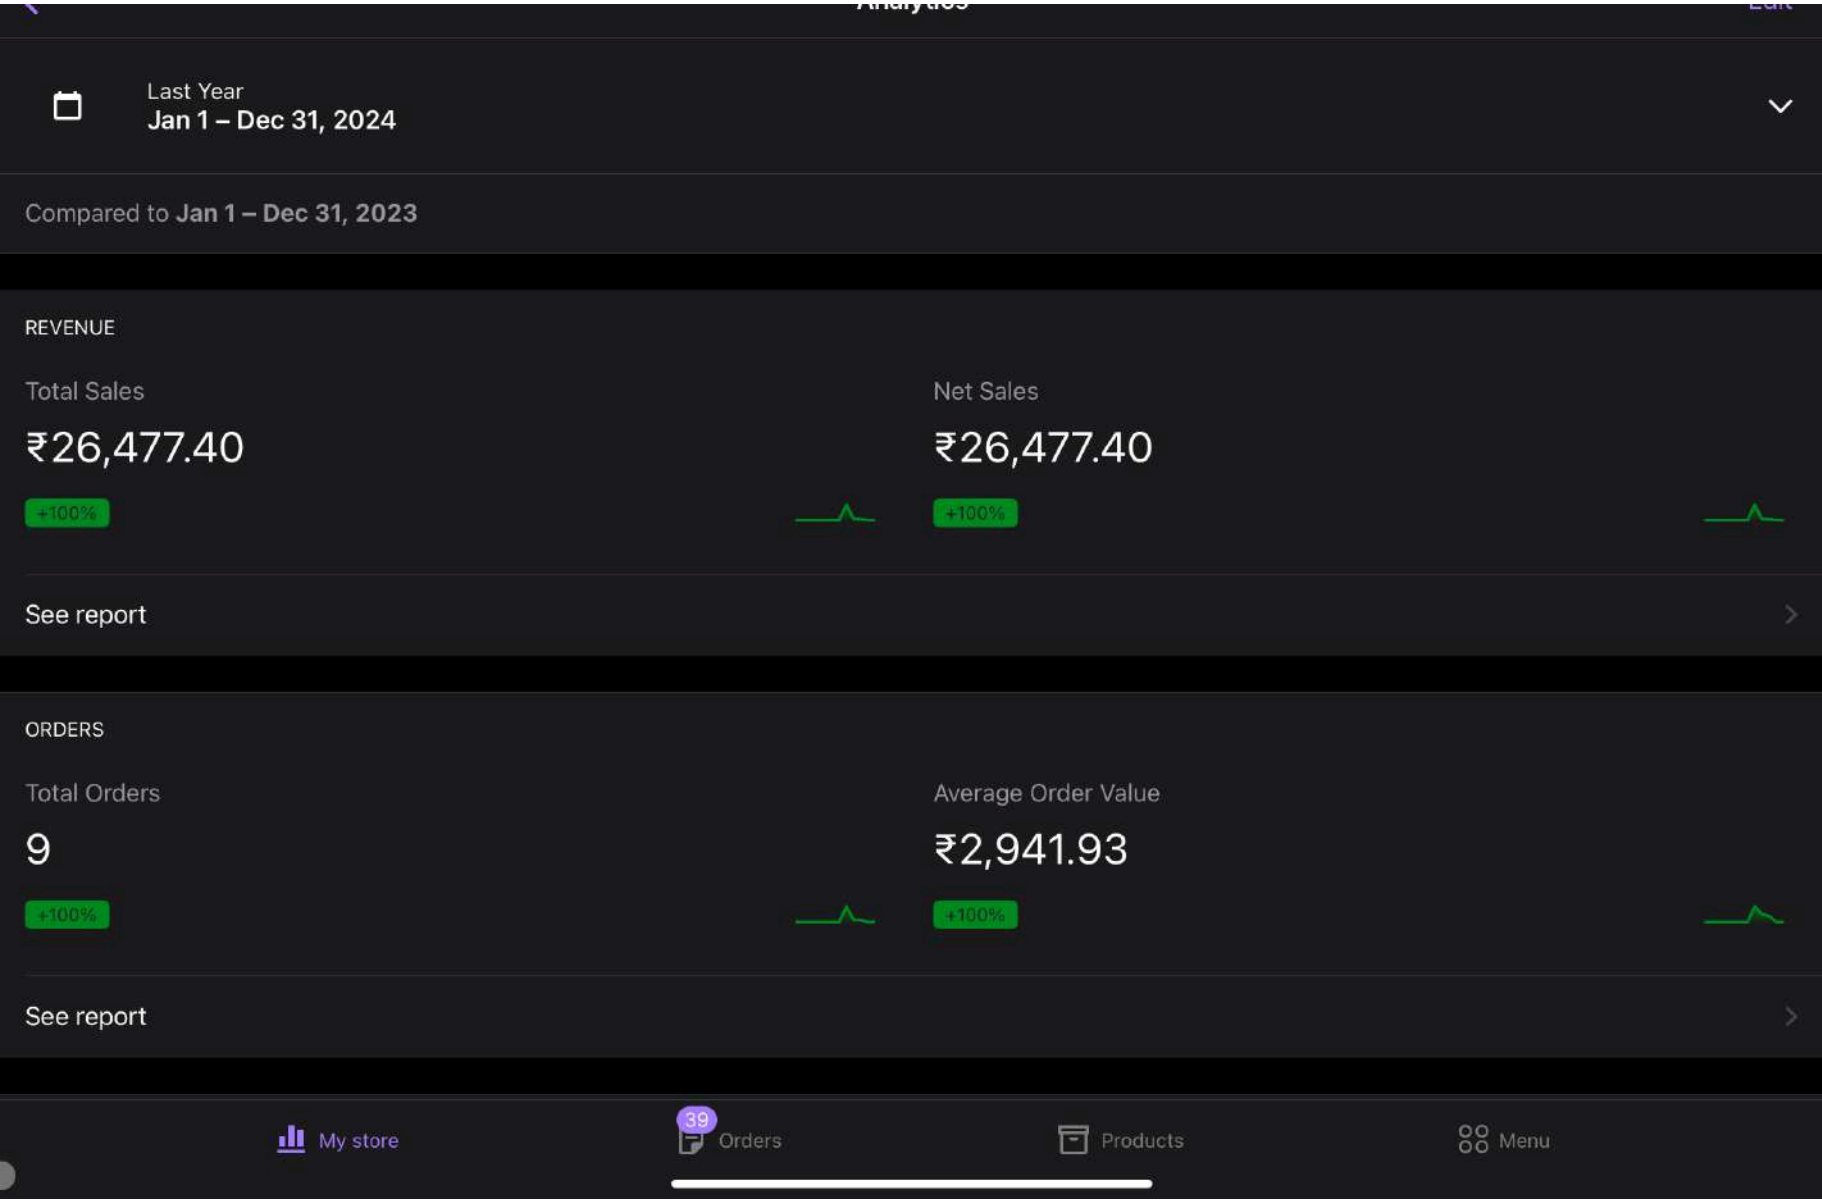 Analytics
Edit
Last Year
Jan 1 – Dec 31, 2024
Compared to Jan 1 – Dec 31, 2023
REVENUE
Total Sales
Net Sales
₹26,477.40
₹26,477.40
+100%
+100%
See report
ORDERS
Total Orders
Average Order Value
9
₹2,941.93
+100%
+100%
See report
My store
39
Orders
Products
Menu